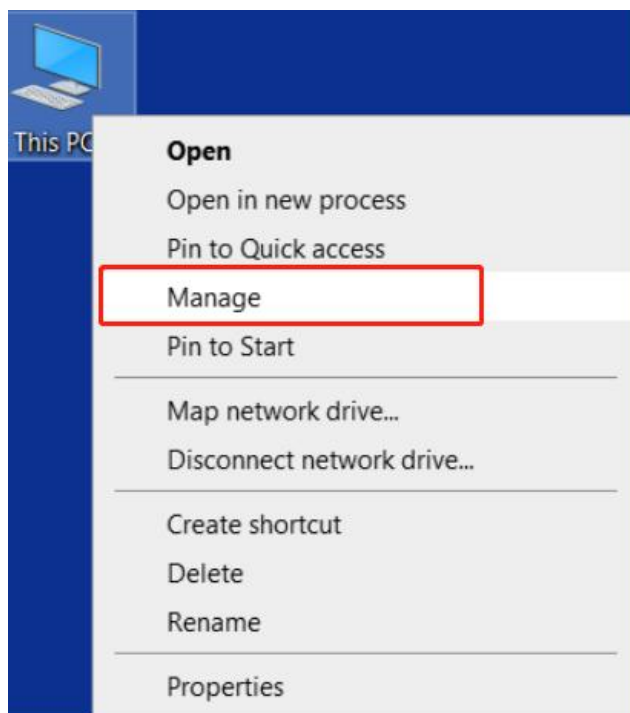 This PC
Open
Open in new process
Pin to Quick access
Manage
Pin to Start
Map network drive...
Disconnect network drive...
Create shortcut
Delete
Rename
Properties